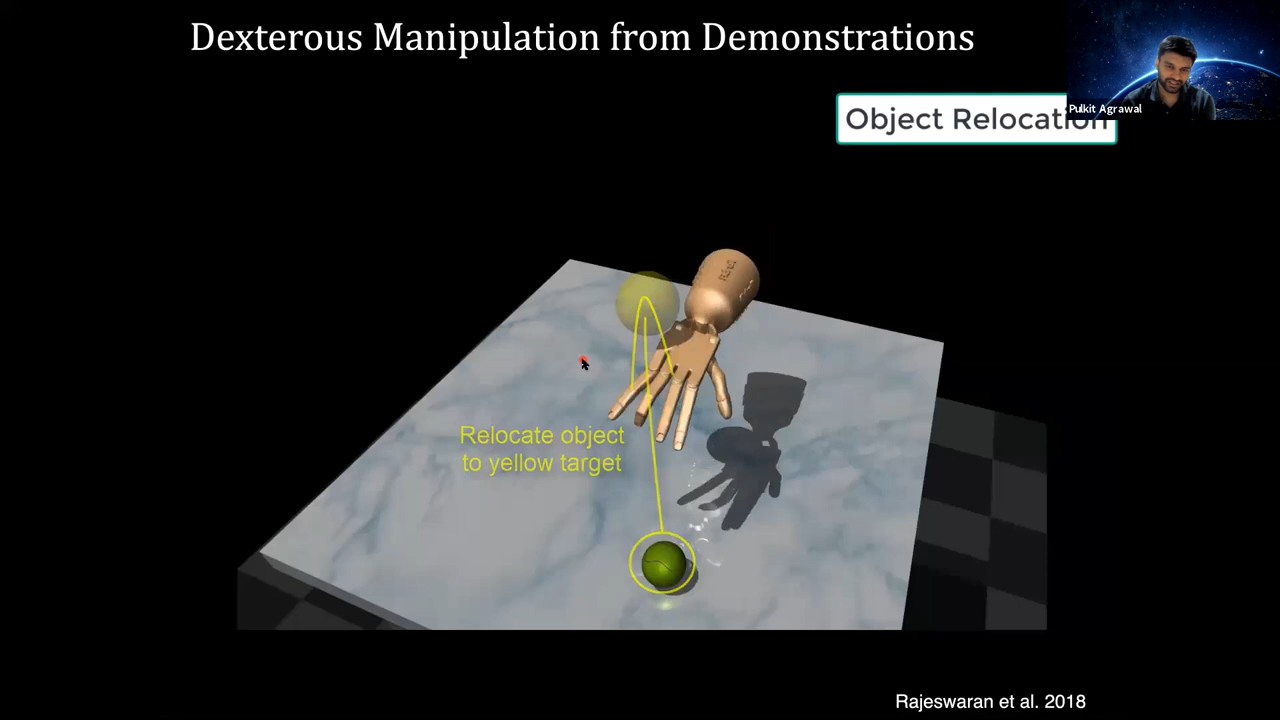 Dexterous Manipulation from Demonstrations
Object Relocation
Pulkit Agrawal
Relocate object
to yellow target
Rajeswaran et al. 2018